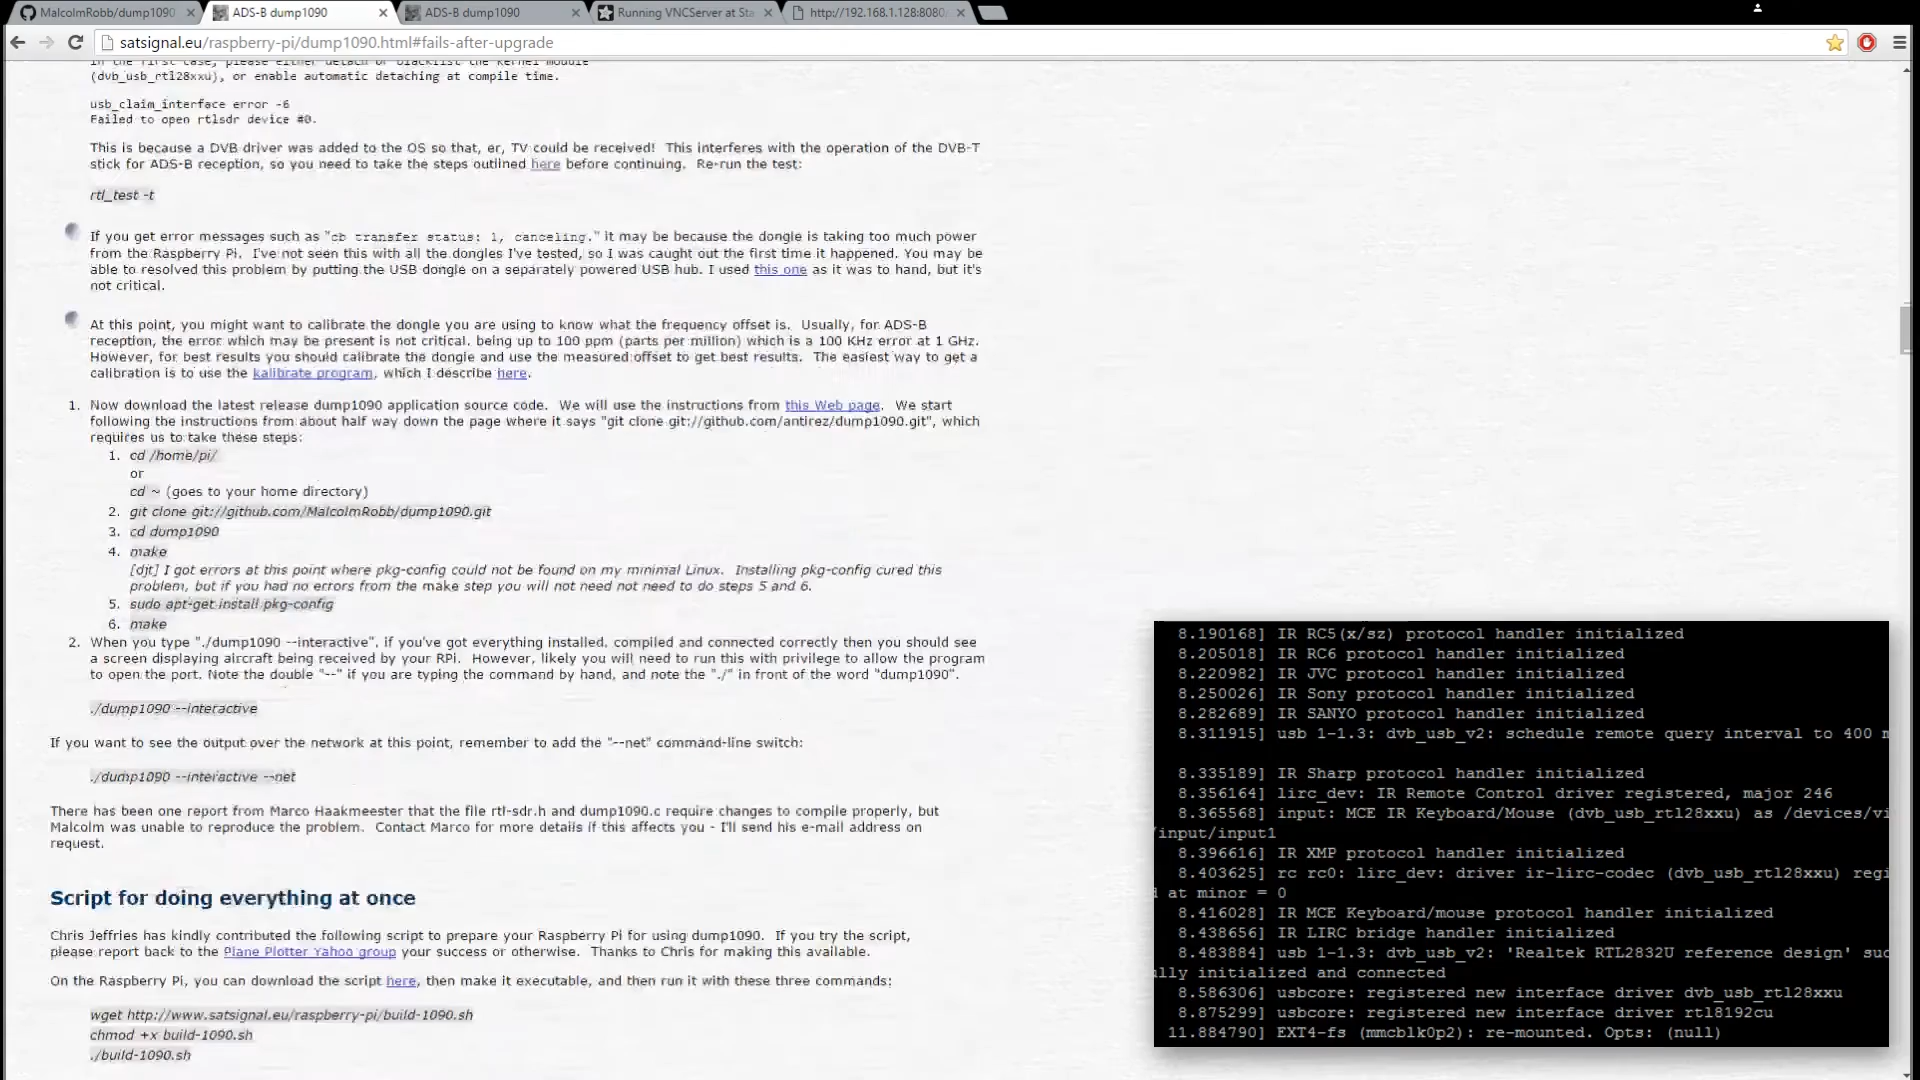 MalcolmRobb/dump1090
ADS-B dump1090
ADS-B dump1090
Running VNCServer at Sta
http://192.168.1.128:8080
satsignal.eu/raspberry-pi/dump1090.html#fails-after-upgrade
In the first case, please either detach or blacklist the kernel module
(dvb_usb_rtl28xxu), or enable automatic detaching at compile time.
usb_claim_interface error -6
Failed to open rtlsdr device #0.
This is because a DVB driver was added to the OS so that, er, TV could be received!  This interferes with the operation of the DVB-T
stick for ADS-B reception, so you need to take the steps outlined here before continuing.  Re-run the test:
rtl_test -t
If you get error messages such as "cb transfer status: 1, canceling." it may be because the dongle is taking too much power
from the Raspberry Pi.  I've not seen this with all the dongles I've tested, so I was caught out the first time it happened. You may be
able to resolved this problem by putting the USB dongle on a separately powered USB hub. I used this one as it was to hand, but it's
not critical.
At this point, you might want to calibrate the dongle you are using to know what the frequency offset is.  Usually, for ADS-B
reception, the error which may be present is not critical. being up to 100 ppm (parts per million) which is a 100 KHz error at 1 GHz.
However, for best results you should calibrate the dongle and use the measured offset to get best results.  The easiest way to get a
calibration is to use the kalibrate program, which I describe here.
1. Now download the latest release dump1090 application source code.  We will use the instructions from this Web page.  We start
following the instructions from about half way down the page where it says "git clone git://github.com/antirez/dump1090.git", which
requires us to take these steps:
1. cd /home/pi/
or
cd ~ (goes to your home directory)
2. git clone git://github.com/MalcolmRobb/dump1090.git
3. cd dump1090
4. make
[djt] I got errors at this point where pkg-config could not be found on my minimal Linux.  Installing pkg-config cured this
problem, but if you had no errors from the make step you will not need not need to do steps 5 and 6.
5. sudo apt-get install pkg-config
6. make
2. When you type "./dump1090 --interactive", if you've got everything installed, compiled and connected correctly then you should see
a screen displaying aircraft being received by your RPi.  However, likely you will need to run this with privilege to allow the program
to open the port. Note the double "--" if you are typing the command by hand, and note the "./" in front of the word "dump1090".
./dump1090 --interactive
If you want to see the output over the network at this point, remember to add the "--net" command-line switch:
./dump1090 --interactive --net
There has been one report from Marco Haakmeester that the file rtl-sdr.h and dump1090.c require changes to compile properly, but
Malcolm was unable to reproduce the problem.  Contact Marco for more details if this affects you - I'll send his e-mail address on
request.
Script for doing everything at once
Chris Jeffries has kindly contributed the following script to prepare your Raspberry Pi for using dump1090.  If you try the script,
please report back to the Plane Plotter Yahoo group your success or otherwise.  Thanks to Chris for making this available.
On the Raspberry Pi, you can download the script here, then make it executable, and then run it with these three commands:
wget http://www.satsignal.eu/raspberry-pi/build-1090.sh
chmod +x build-1090.sh
./build-1090.sh
8.190168] IR RC5(x/sz) protocol handler initialized
8.205018] IR RC6 protocol handler initialized
8.220982] IR JVC protocol handler initialized
8.250026] IR Sony protocol handler initialized
8.282689] IR SANYO protocol handler initialized
8.311915] usb 1-1.3: dvb_usb_v2: schedule remote query interval to 400 m
8.335189] IR Sharp protocol handler initialized
8.356164] lirc_dev: IR Remote Control driver registered, major 246
8.365568] input: MCE IR Keyboard/Mouse (dvb_usb_rtl28xxu) as /devices/vi
/input/input1
8.396616] IR XMP protocol handler initialized
8.403625] rc rc0: lirc_dev: driver ir-lirc-codec (dvb_usb_rtl28xxu) regi
d at minor = 0
8.416028] IR MCE Keyboard/mouse protocol handler initialized
8.438656] IR LIRC bridge handler initialized
8.483884] usb 1-1.3: dvb_usb_v2: 'Realtek RTL2832U reference design' suc
lly initialized and connected
8.586306] usbcore: registered new interface driver dvb_usb_rtl28xxu
8.875299] usbcore: registered new interface driver rtl8192cu
11.884790] EXT4-fs (mmcblk0p2): re-mounted. Opts: (null)